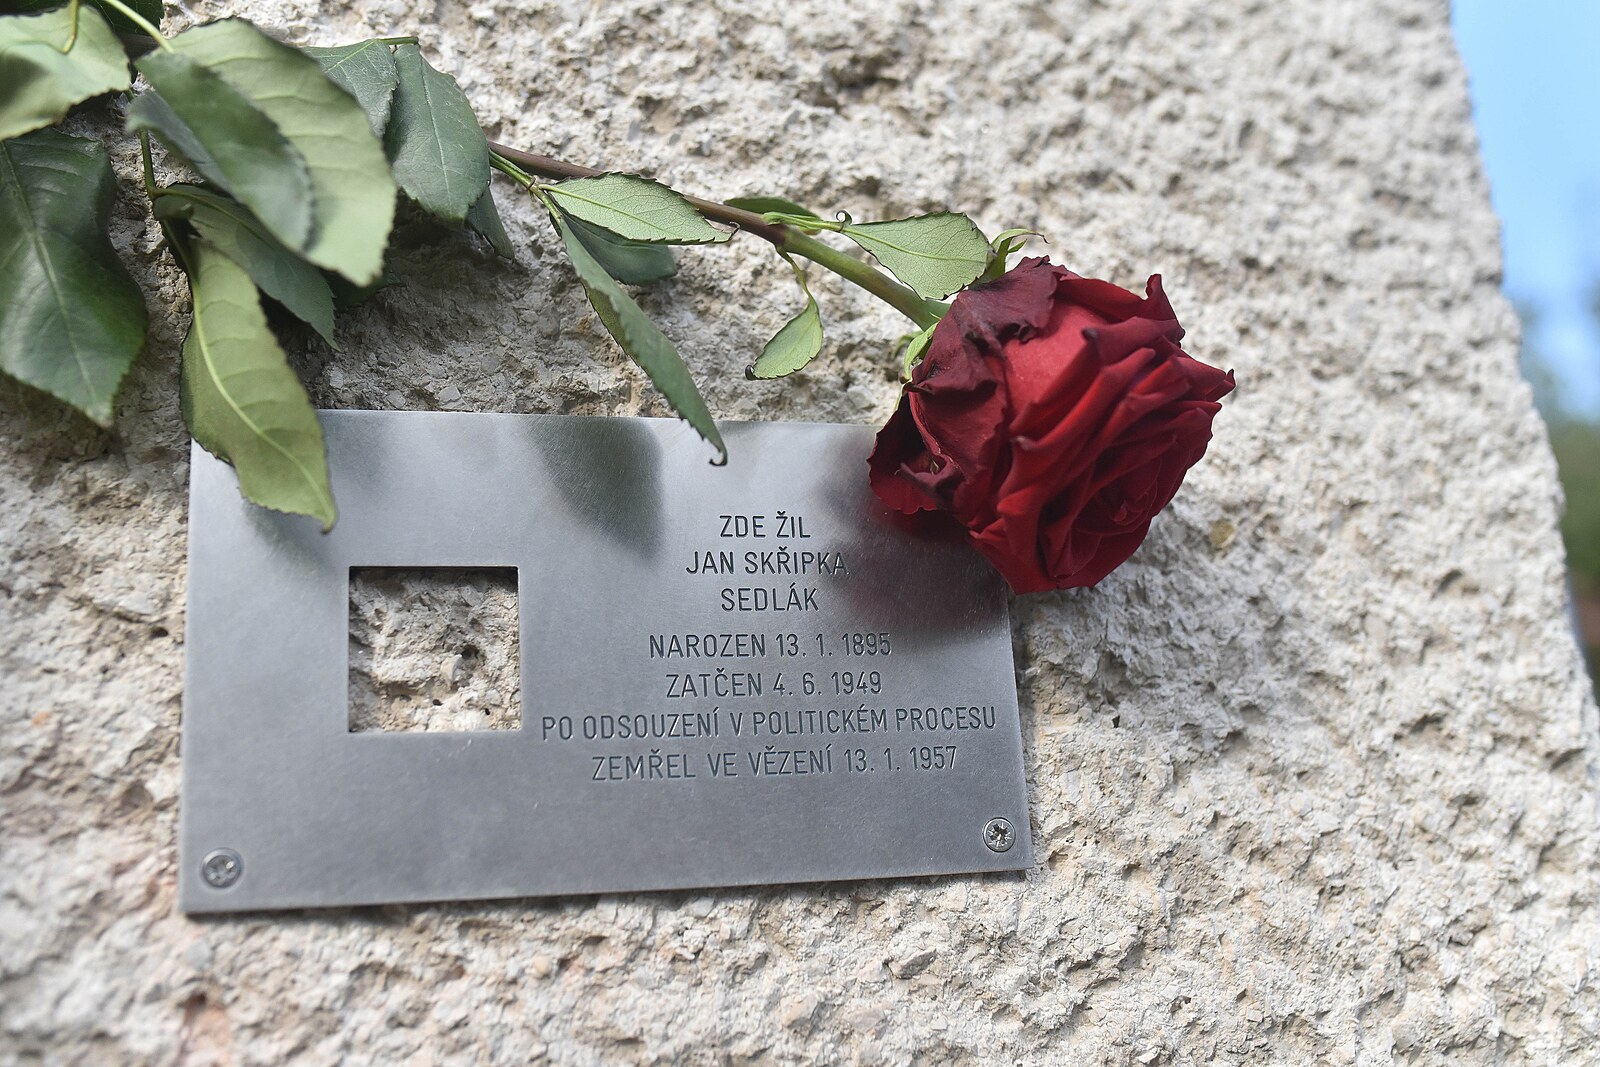 ZDE ŽIL
JAN SKŘIPKA
SEDLÁK
NAROZEN 13. 1. 1895
ZATČEN 4. 6. 1949
PO ODSOUZENÍ V POLITICKÉM PROCESU
ZEMŘEL VE VĚZENÍ 13. 1. 1957